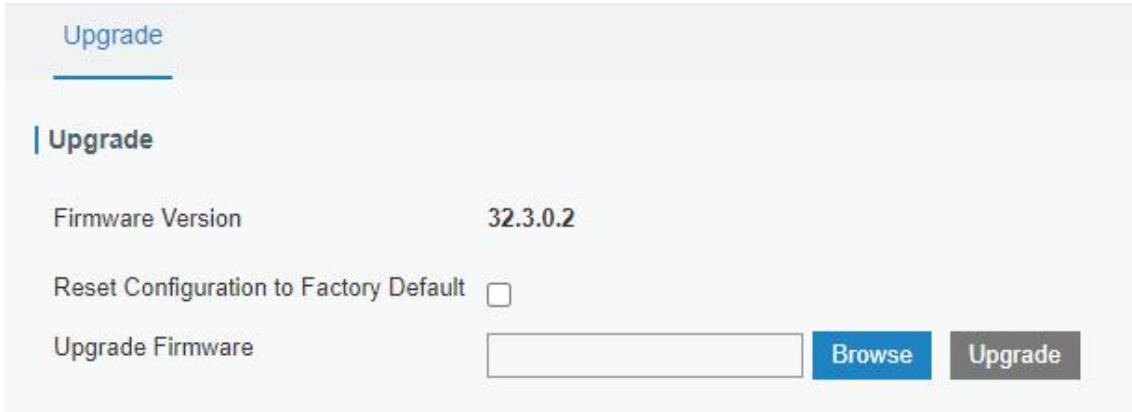 Upgrade
Upgrade
Firmware Version 32.3.0.2
Reset Configuration to Factory Default
Upgrade Firmware Browse Upgrade